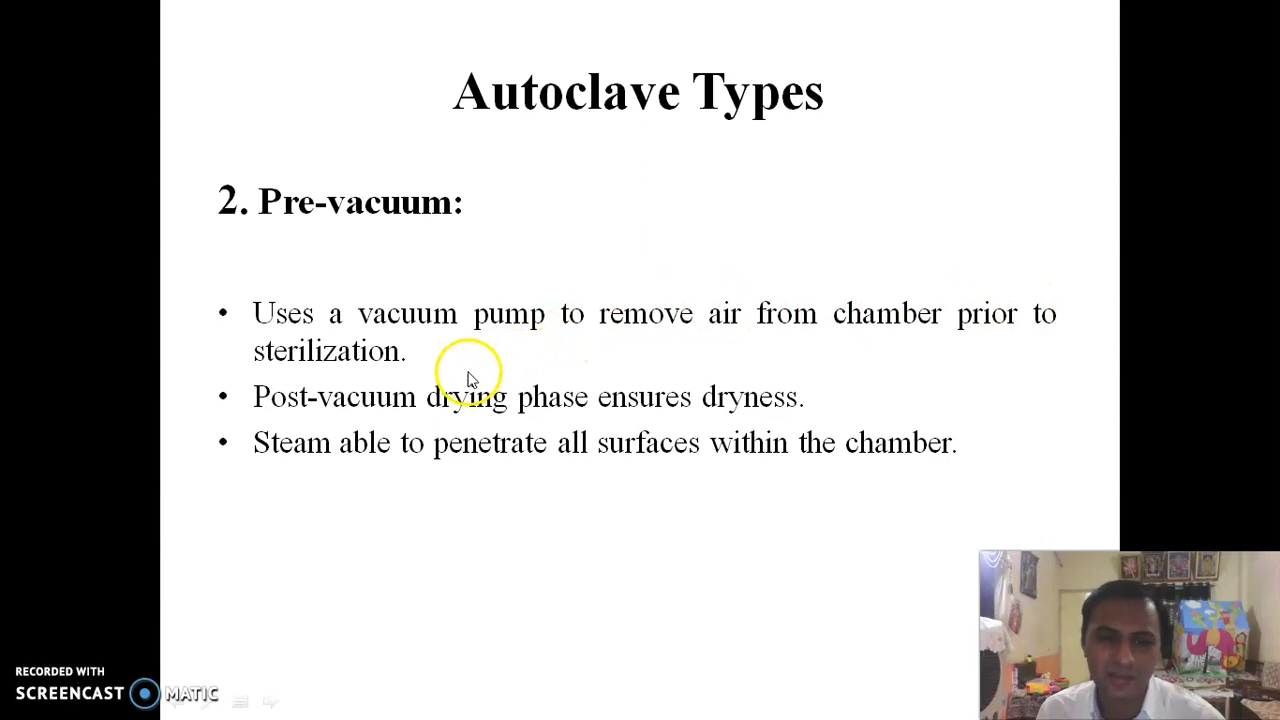 Autoclave Types
2. Pre-vacuum:
• Uses a vacuum pump to remove air from chamber prior to
sterilization.
• Post-vacuum drying phase ensures dryness.
• Steam able to penetrate all surfaces within the chamber.
RECORDED WITH
SCREENCAST MATIC